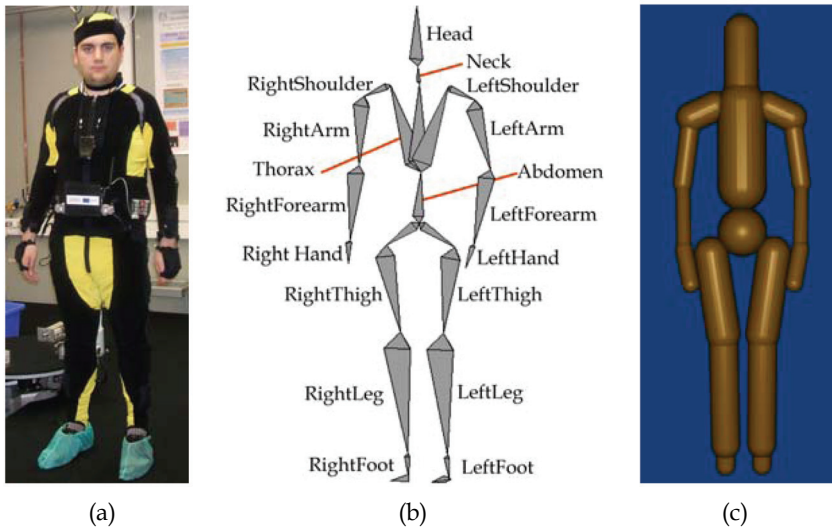 Head
Neck
RightShoulder
LeftShoulder
RightArm
LeftArm
Thorax
Abdomen
RightForearm
LeftForearm
Right Hand
LeftHand
RightThigh
LeftThigh
RightLeg
LeftLeg
RightFoot
LeftFoot
(a)
(b)
(c)